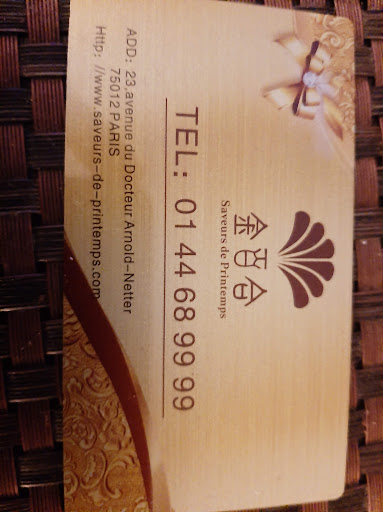 金百合
Saveurs de Printemps
TEL: 01 44 68 99 99
ADD: 23.avenue du Docteur Arnold-Netter
75012 PARIS
Http: //www.saveurs-de-printemps.com